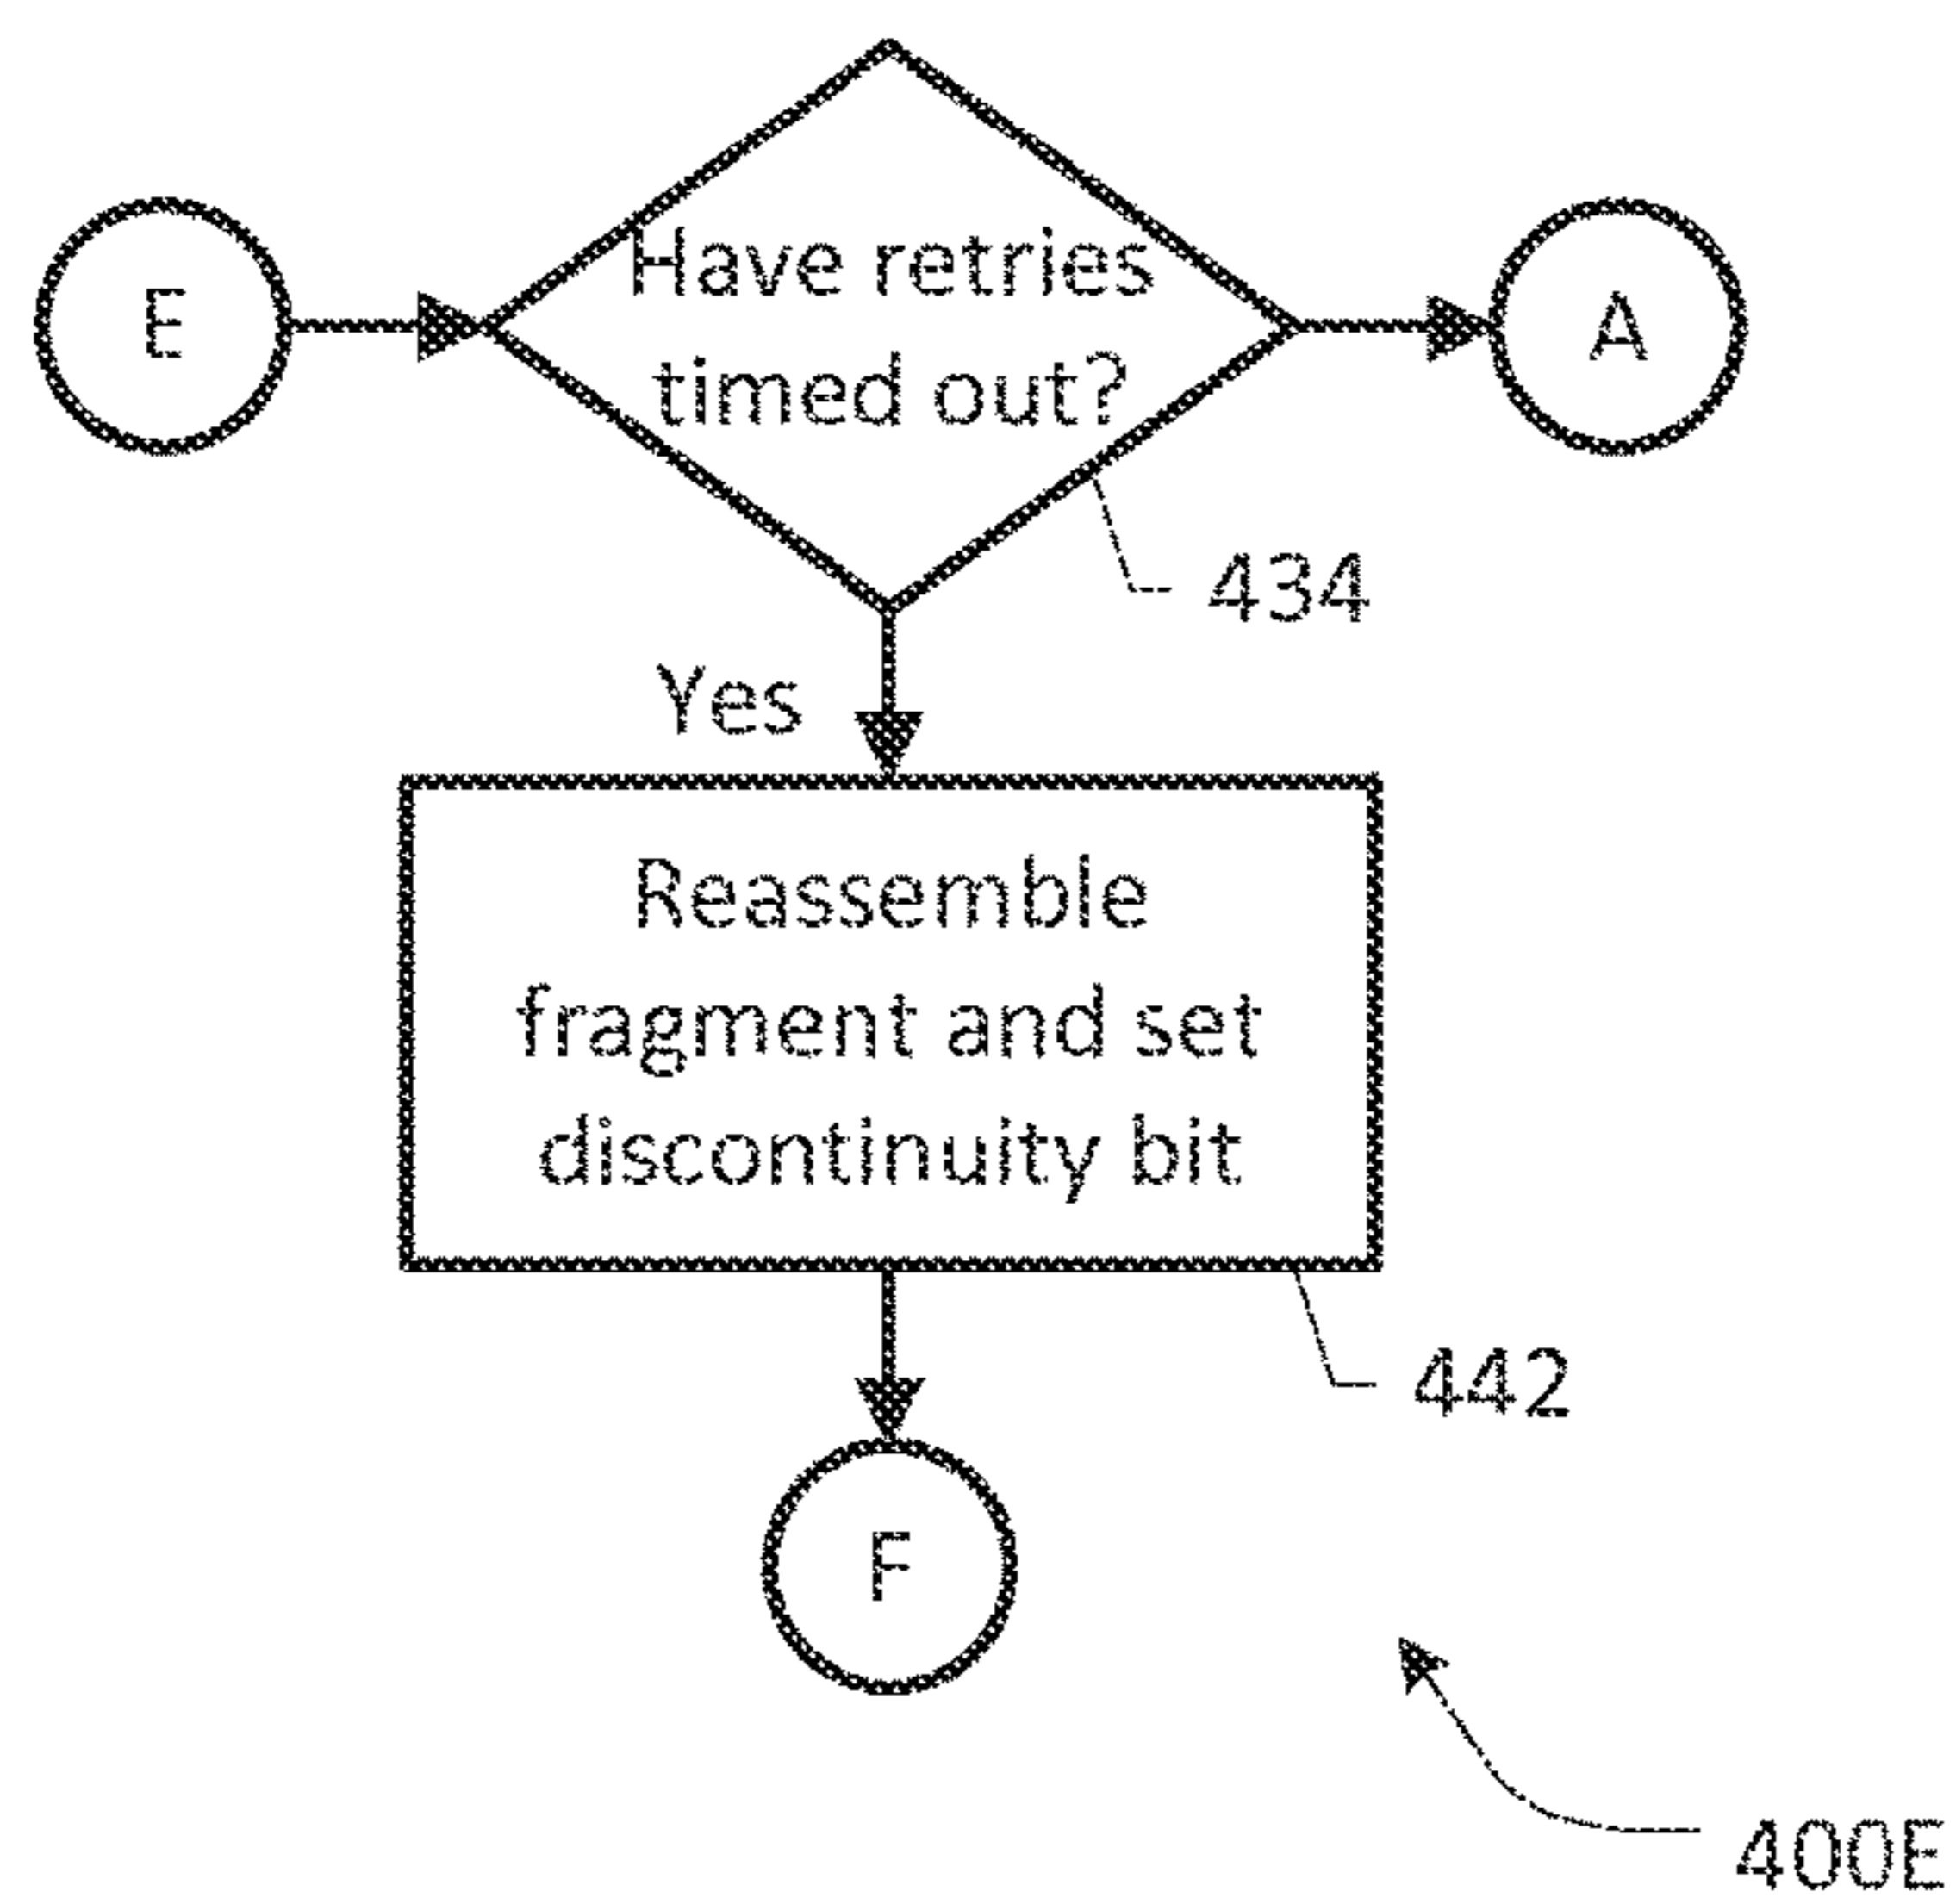 E
Have retries
timed out?
A
434
Yes
Reassemble
fragment and set
discontinuity bit
442
F
400E